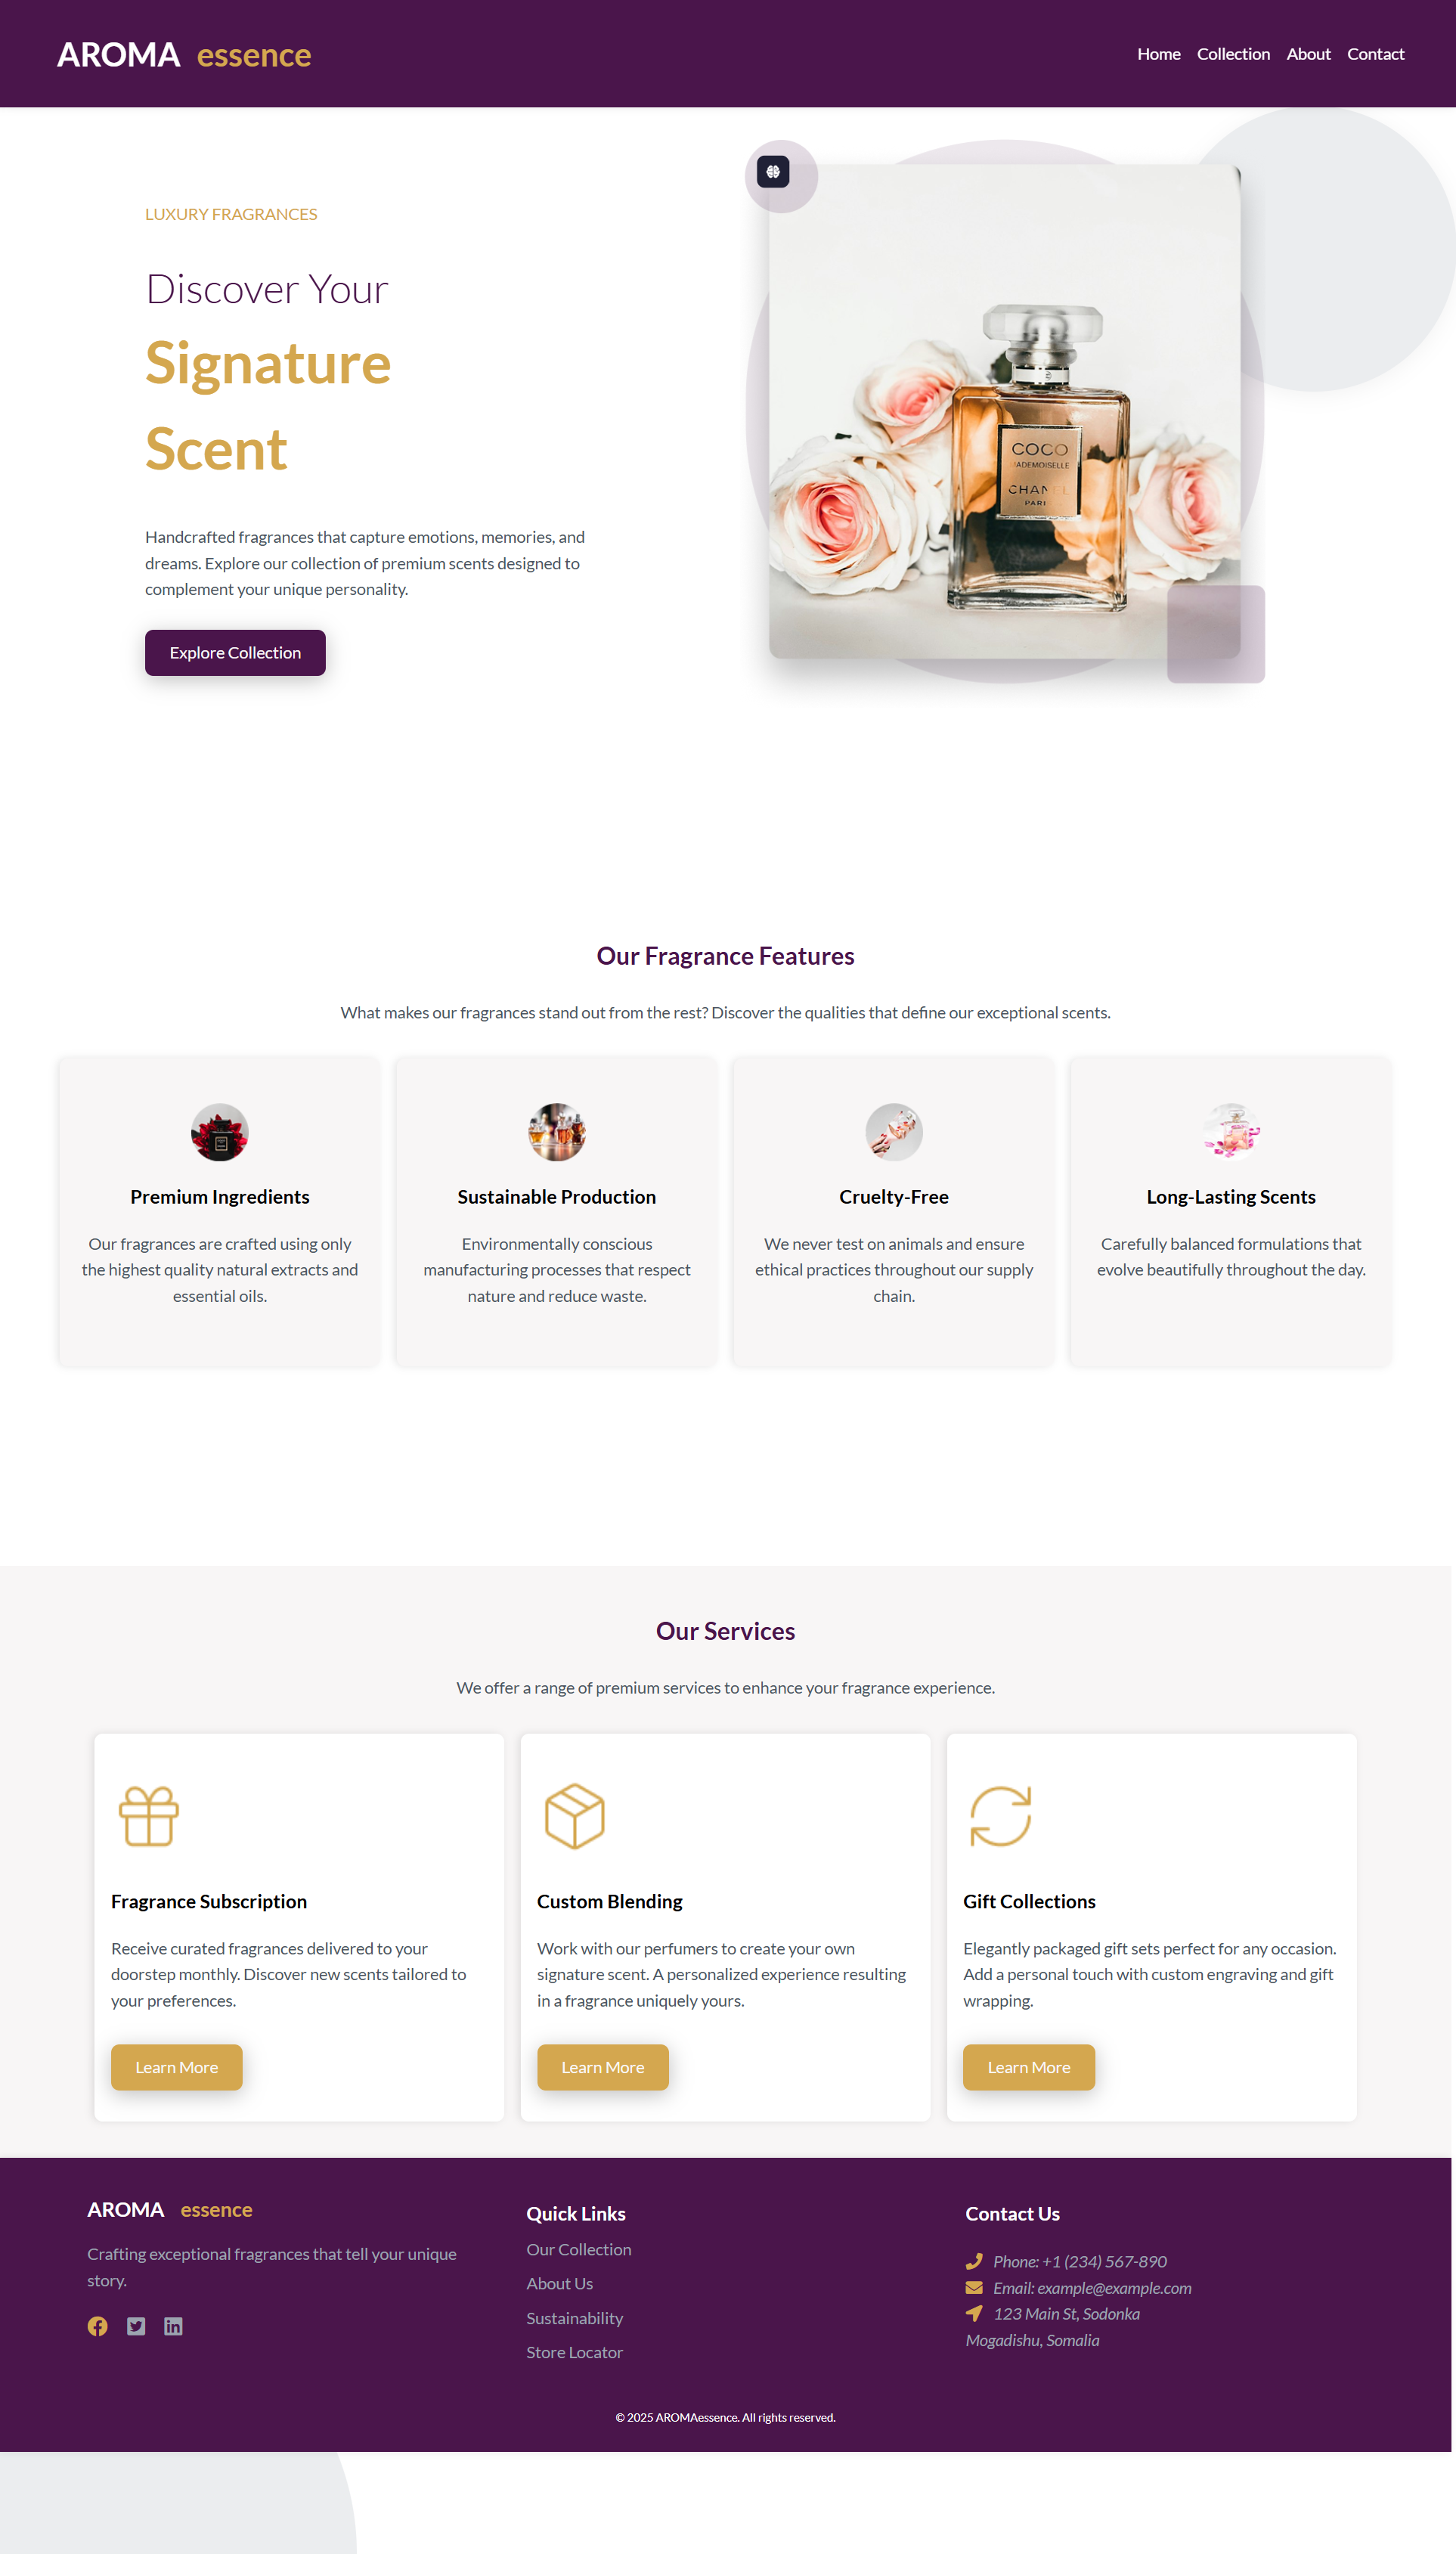 AROMA essence
Home Collection About Contact
LUXURY FRAGRANCES
Discover Your
Signature
Scent
Handcrafted fragrances that capture emotions, memories, and
dreams. Explore our collection of premium scents designed to
complement your unique personality.
Explore Collection
COCO
MADEMOISELLE
CHANEL
PARIS
Our Fragrance Features
What makes our fragrances stand out from the rest? Discover the qualities that define our exceptional scents.
Premium Ingredients
Our fragrances are crafted using only
the highest quality natural extracts and
essential oils.
Sustainable Production
Environmentally conscious
manufacturing processes that respect
nature and reduce waste.
Cruelty-Free
We never test on animals and ensure
ethical practices throughout our supply
chain.
Long-Lasting Scents
Carefully balanced formulations that
evolve beautifully throughout the day.
Our Services
We offer a range of premium services to enhance your fragrance experience.
Fragrance Subscription
Receive curated fragrances delivered to your
doorstep monthly. Discover new scents tailored to
your preferences.
Learn More
Custom Blending
Work with our perfumers to create your own
signature scent. A personalized experience resulting
in a fragrance uniquely yours.
Learn More
Gift Collections
Elegantly packaged gift sets perfect for any occasion.
Add a personal touch with custom engraving and gift
wrapping.
Learn More
AROMA essence
Crafting exceptional fragrances that tell your unique
story.
Quick Links
Our Collection
About Us
Sustainability
Store Locator
Contact Us
Phone: +1 (234) 567-890
Email: example@example.com
123 Main St, Sodonka
Mogadishu, Somalia
© 2025 AROMAessence. All rights reserved.